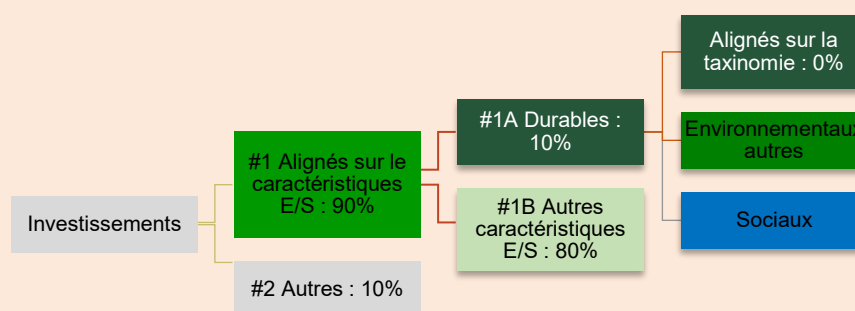 Investissements
#1 Alignés sur le
caractéristiques
E/S : 90%
#2 Autres : 10%
#1A Durables :
10%
#1B Autres
caractéristiques
E/S : 80%
Alignés sur la
taxinomie : 0%
Environnementaux
autres
Sociaux